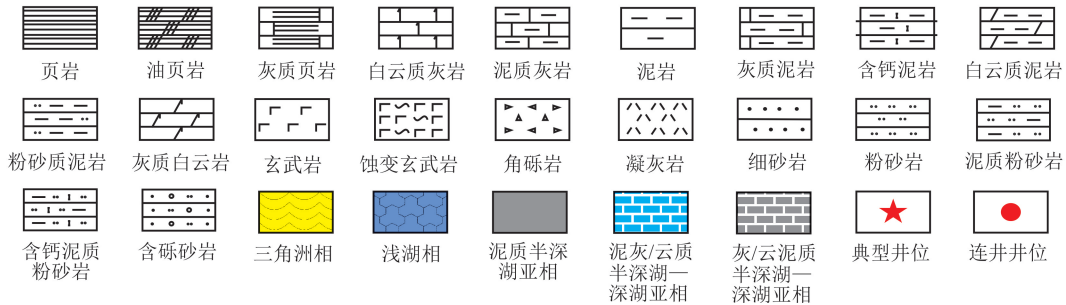 页岩 油页岩 灰质页岩 白云质灰岩 泥质灰岩 泥岩 灰质泥岩 含钙泥岩 白云质泥岩
粉砂质泥岩 灰质白云岩 玄武岩 蚀变玄武岩 角砾岩 凝灰岩 细砂岩 粉砂岩 泥质粉砂岩
含钙泥质
粉砂岩
含砾砂岩
三角洲相
浅湖相
泥质半深
湖亚相
泥灰/云质
半深湖—
深湖亚相
灰/云泥质
半深湖—
深湖亚相
典型井位
连井井位